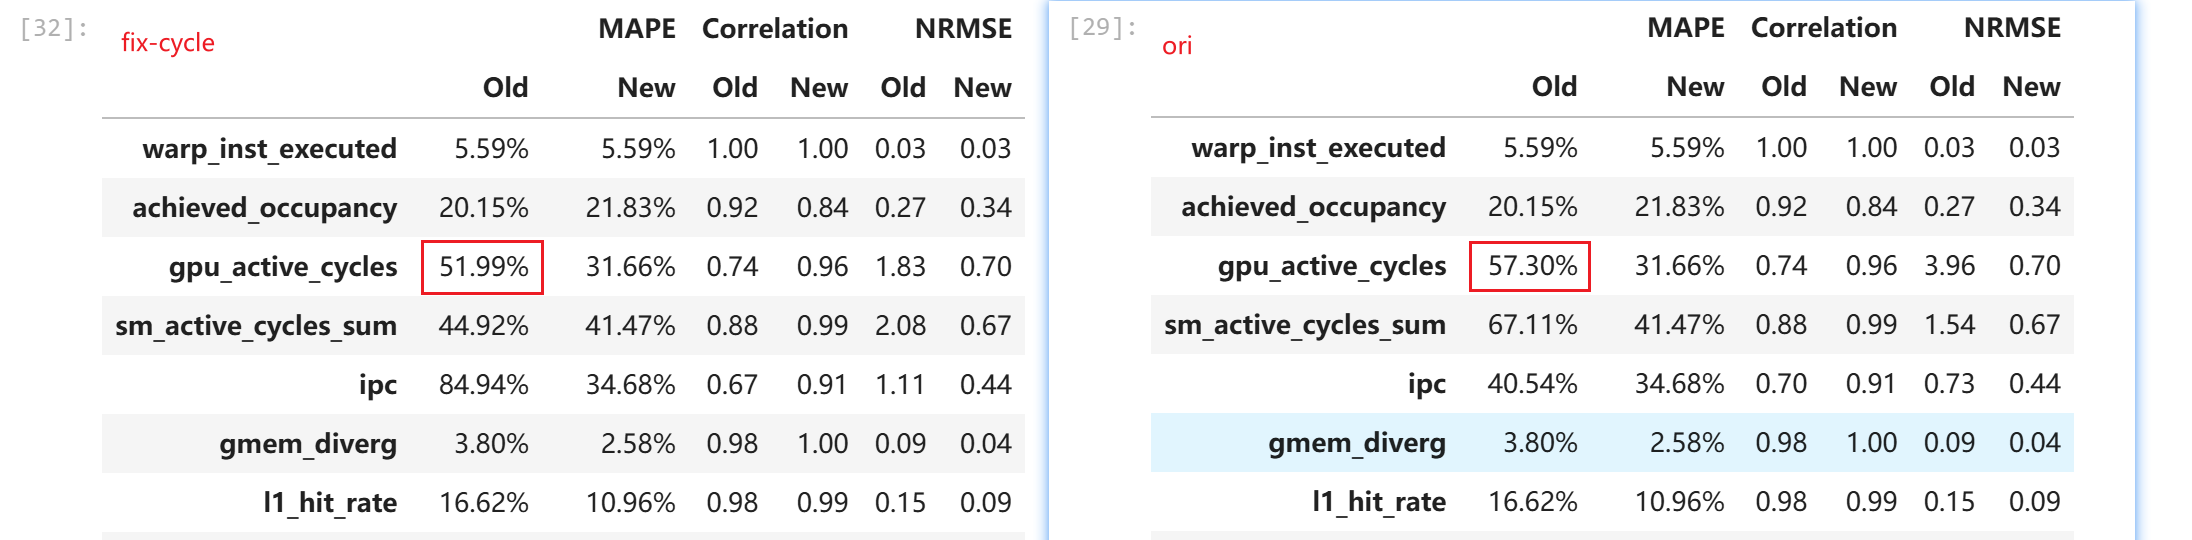 [32]: fix-cycle MAPE Correlation NRMSE
Old New Old New Old New
warp_inst_executed 5.59% 5.59% 1.00 1.00 0.03 0.03
achieved_occupancy 20.15% 21.83% 0.92 0.84 0.27 0.34
gpu_active_cycles 51.99% 31.66% 0.74 0.96 1.83 0.70
sm_active_cycles_sum 44.92% 41.47% 0.88 0.99 2.08 0.67
ipc 84.94% 34.68% 0.67 0.91 1.11 0.44
gmem_diverg 3.80% 2.58% 0.98 1.00 0.09 0.04
l1_hit_rate 16.62% 10.96% 0.98 0.99 0.15 0.09
[29]: ori MAPE Correlation NRMSE
Old New Old New Old New
warp_inst_executed 5.59% 5.59% 1.00 1.00 0.03 0.03
achieved_occupancy 20.15% 21.83% 0.92 0.84 0.27 0.34
gpu_active_cycles 57.30% 31.66% 0.74 0.96 3.96 0.70
sm_active_cycles_sum 67.11% 41.47% 0.88 0.99 1.54 0.67
ipc 40.54% 34.68% 0.70 0.91 0.73 0.44
gmem_diverg 3.80% 2.58% 0.98 1.00 0.09 0.04
l1_hit_rate 16.62% 10.96% 0.98 0.99 0.15 0.09